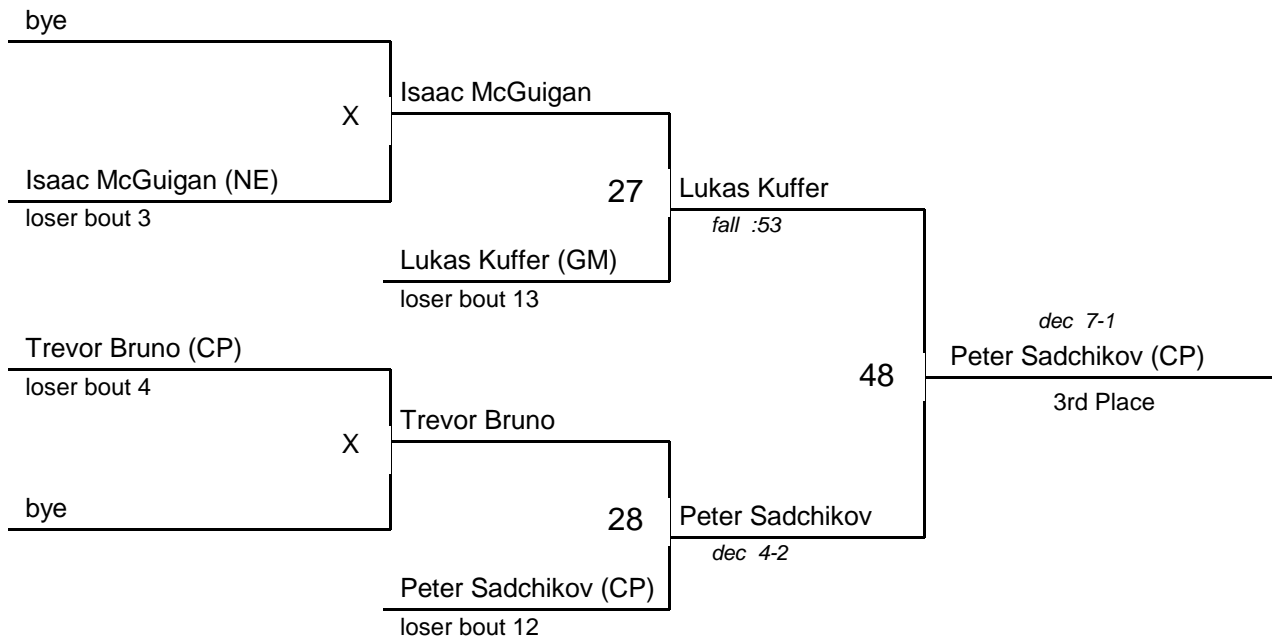 bye
Isaac McGuigan
X
Isaac McGuigan (NE)
loser bout 3
27
Lukas Kuffer
fall :53
Lukas Kuffer (GM)
loser bout 13
dec 7-1
Trevor Bruno (CP)
Peter Sadchikov (CP)
48
loser bout 4
3rd Place
Trevor Bruno
X
bye
28
Peter Sadchikov
dec 4-2
Peter Sadchikov (CP)
loser bout 12